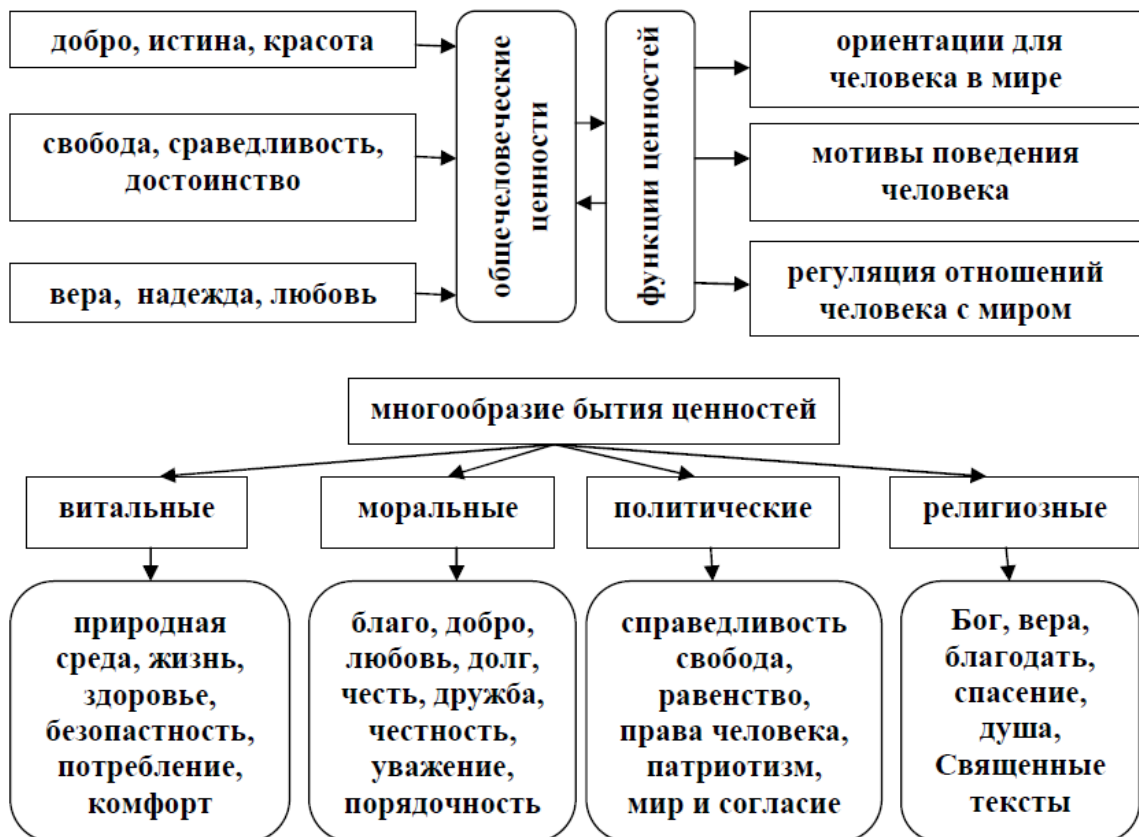 добро, истина, красота
свобода, сраведливость,
достоинство
вера, надежда, любовь
общечеловеческие
ценности
функции ценностей
ориентации для
человека в мире
мотивы поведения
человека
регуляция отношений
человека с миром
многообразие бытия ценностей
витальные
моральные
политические
религиозные
природная
среда, жизнь,
здоровье,
безопастность,
потребление,
комфорт
благо, добро,
любовь, долг,
честь, дружба,
честность,
уважение,
порядочность
справедливость
свобода,
равенство,
права человека,
патриотизм,
мир и согласие
Бог, вера,
благодать,
спасение,
душа,
Священные
тексты